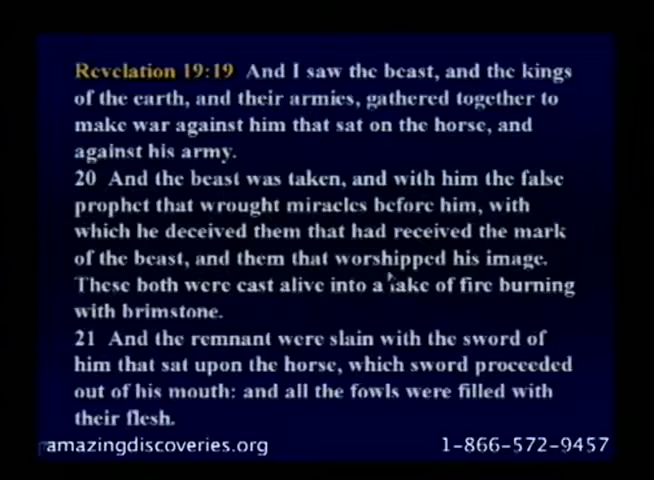 Revelation 19:19 And I saw the beast, and the kings
of the earth, and their armies, gathered together to
make war against him that sat on the horse, and
against his army.
20 And the beast was taken, and with him the false
prophet that wrought miracles before him, with
which he deceived them that had received the mark
of the beast, and them that worshipped his image.
These both were cast alive into a lake of fire burning
with brimstone.
21 And the remnant were slain with the sword of
him that sat upon the horse, which sword proceeded
out of his mouth: and all the fowls were filled with
their flesh.
amazingdiscoveries.org 1-866-572-9457